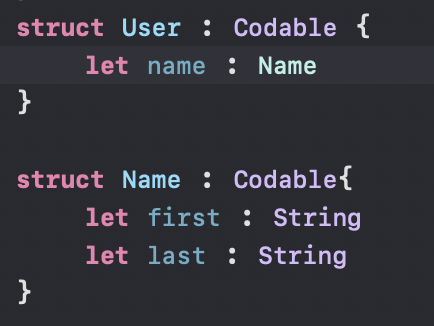 struct User : Codable {
    let name : Name
}
struct Name : Codable{
    let first : String
    let last : String
}